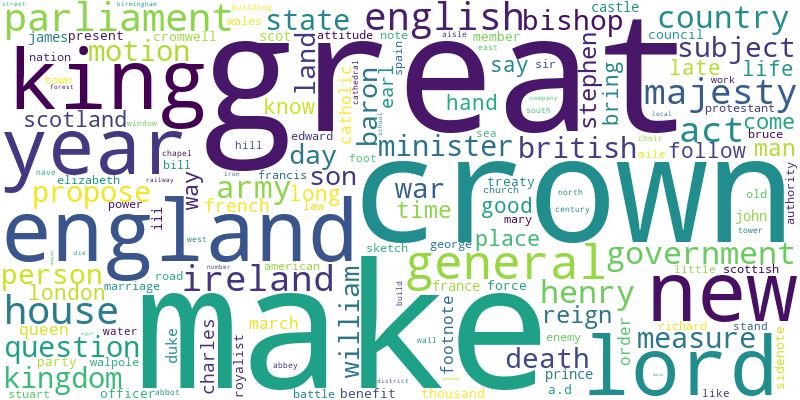 street birmingham building castle
parliament wales state english bishop country
james present cromwell scot attitude note member council
nation motion land say sir late life subject
king great
town forest know catholic cathedral baron earl spain aisle east hand stephen bring majesty
scotland window edward school sea company south work protestant
year chapel hill day minister british act come bruce
elizabeth bill francis foot choir mile follow man local
nave railway iron son war treaty church crown north century old authority
propose power iii way army long french law time good mary john tower
england west american sketch george place general government
person road die number ireland william france force little scottish
london marriage henry new
house queen water duke charles march footnote build reign richard stand
question party walpole royalist make wall enemy order measure sidenote
kingdom abbey district death prince lord
stuart officer abbot battle benefit thousand a.d like